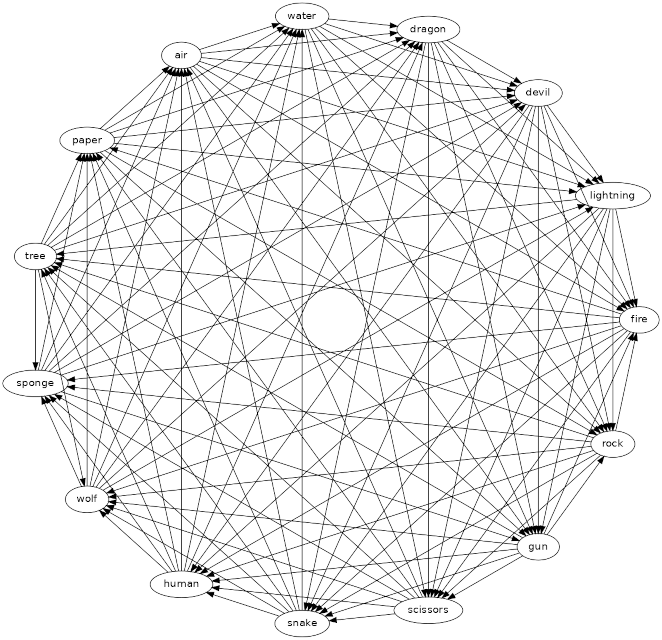 water
dragon
air
devil
paper
lightning
tree
fire
sponge
rock
wolf
gun
human
scissors
snake